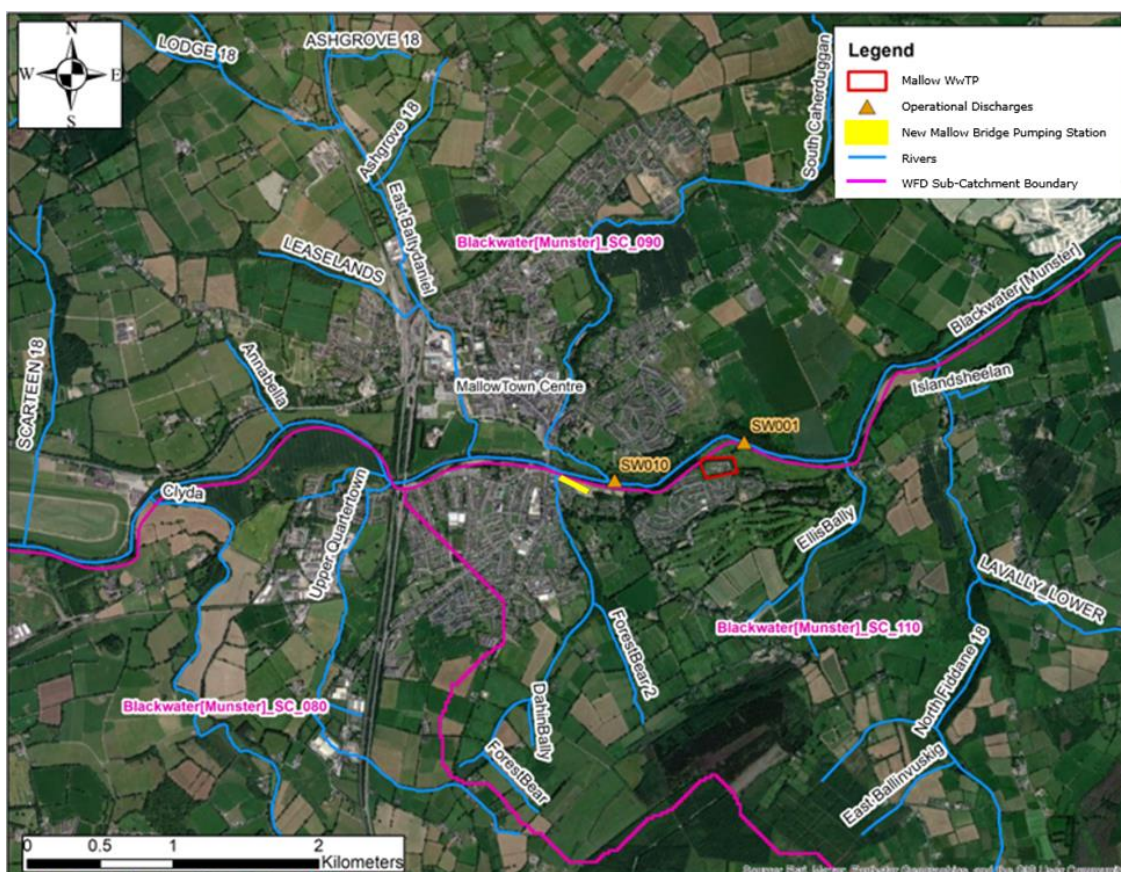 N
W E
S
LODGE 18
ASHGROVE 18
Ashgrove 18
South Caherduggan
Legend
Mallow WwTP
Operational Discharges
New Mallow Bridge Pumping Station
Rivers
WFD Sub-Catchment Boundary
East Ballydaniel
Blackwater[Munster]_SC_090
LEASELANDS
Blackwater [Munster]
SCARTEEN 18
Annabella
MallowTown Centre
Islandsheelan
SW001
SW010
Clyda
Upper Quartertown
EllisBally
LAVALLY_LOWER
Blackwater[Munster]_SC_110
ForestBear 2
Blackwater[Munster]_SC_080
DahinBally
North Fiddane 18
ForestBear
East Ballinvuskig
0 0.5 1 2
Kilometers